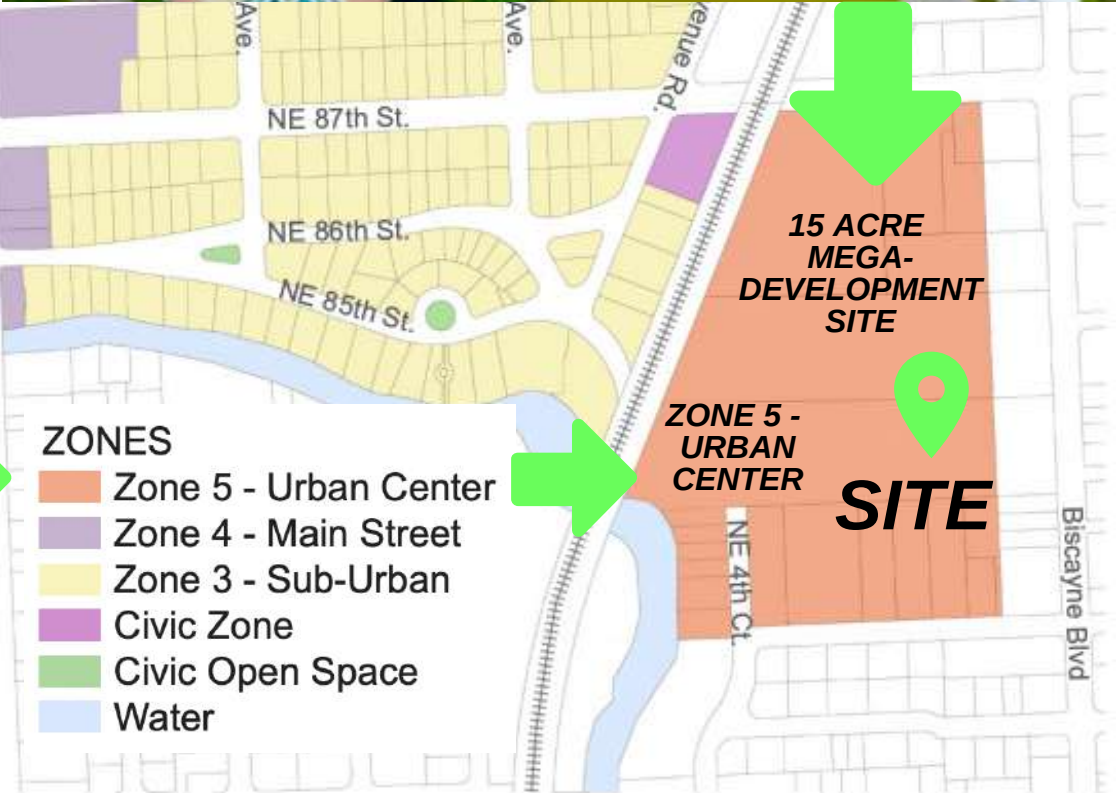 Ave.
Ave.
venue Rd.
NE 87th St.
NE 86th St.
NE 85th St.
15 ACRE
MEGA-
DEVELOPMENT
SITE
ZONE 5 -
URBAN
CENTER
SITE
NE 4th Ct.
Biscayne Blvd
ZONES
Zone 5 - Urban Center
Zone 4 - Main Street
Zone 3 - Sub-Urban
Civic Zone
Civic Open Space
Water